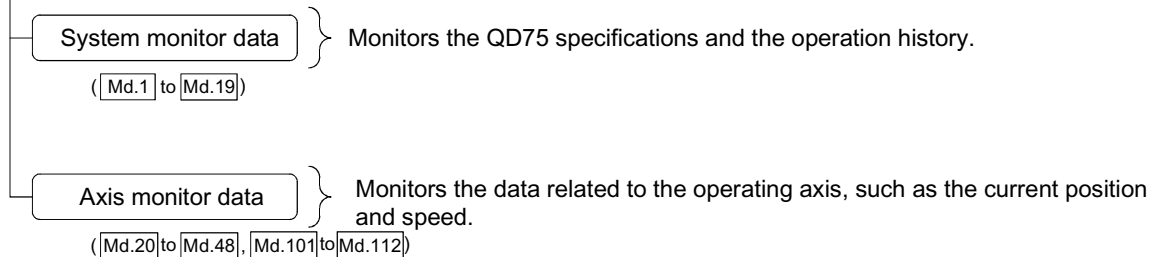 System monitor data Monitors the QD75 specifications and the operation history.
( Md.1 to Md.19)
Axis monitor data Monitors the data related to the operating axis, such as the current position
and speed.
( Md.20 to Md.48, Md.101 to Md.112)